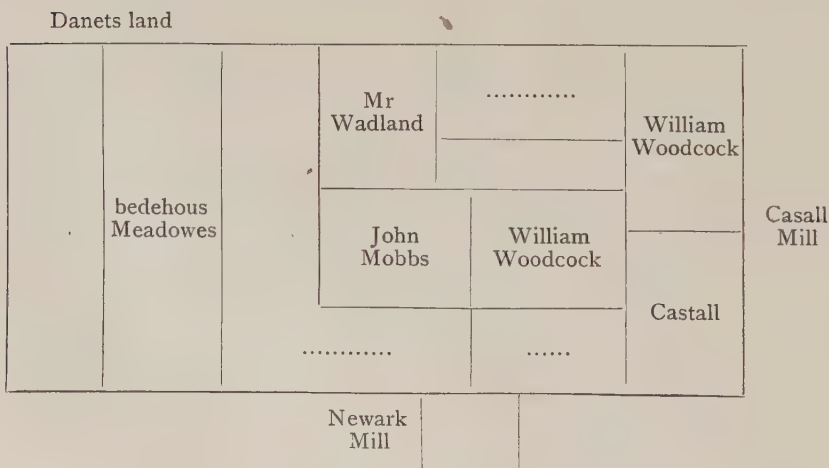 Danets land
Mr
Wadland
............
William
Woodcock
bedehous
Meadowes
John
Mobbs
William
Woodcock
Casall
Mill
Castall
............
......
Newark
Mill